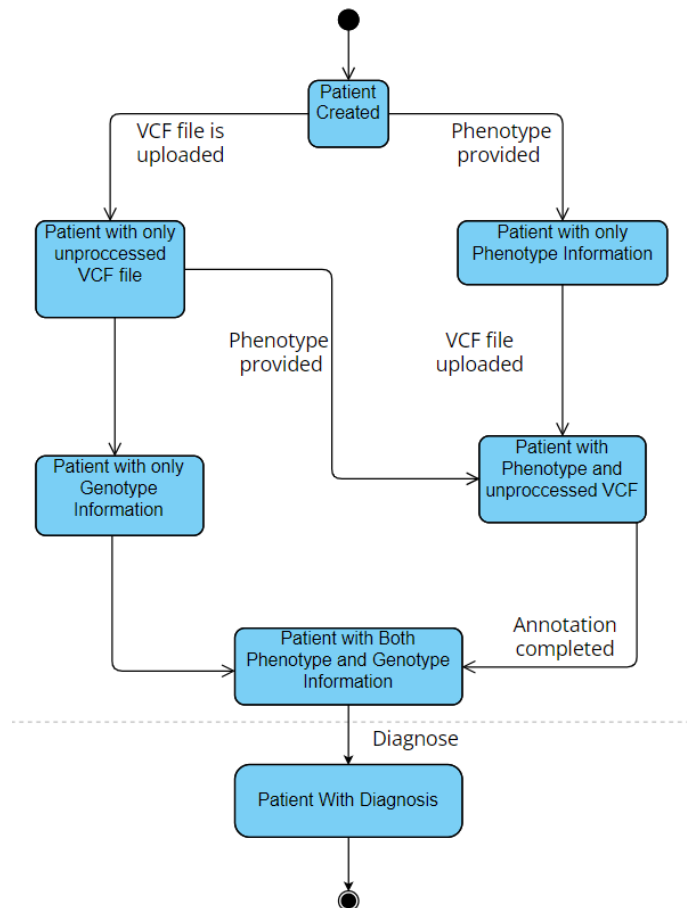 Patient
Created
VCF file is
uploaded
Phenotype
provided
Patient with only
unproccessed
VCF file
Patient with only
Phenotype Information
Phenotype
provided
VCF file
uploaded
Patient with only
Genotype
Information
Patient with
Phenotype and
unproccessed VCF
Patient with Both
Phenotype and Genotype
Information
Annotation
completed
Diagnose
Patient With Diagnosis